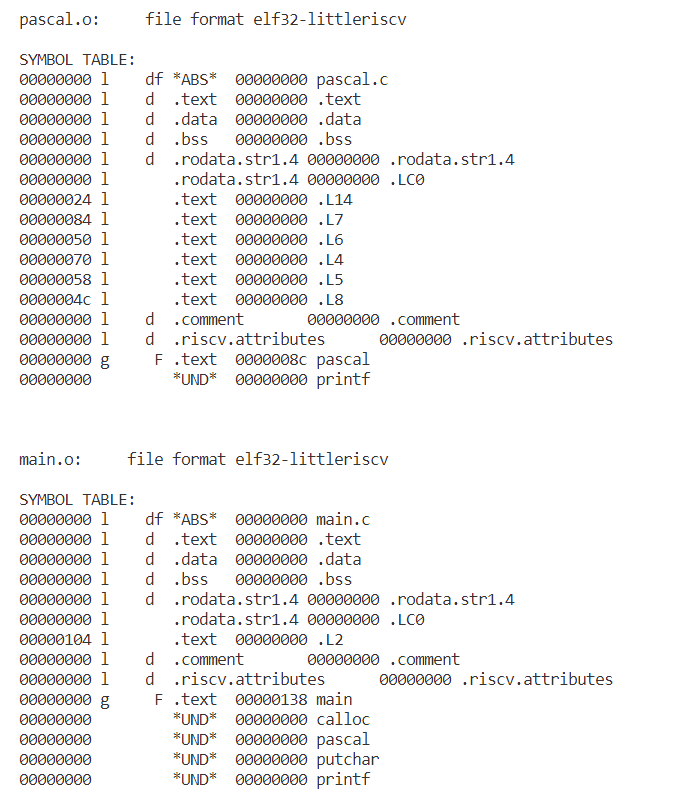 pascal.o:     file format elf32-littleriscv
SYMBOL TABLE:
00000000 l    df *ABS*  00000000 pascal.c
00000000 l    d  .text  00000000 .text
00000000 l    d  .data  00000000 .data
00000000 l    d  .bss   00000000 .bss
00000000 l    d  .rodata.str1.4 00000000 .rodata.str1.4
00000000 l       .rodata.str1.4 00000000 .LC0
00000024 l       .text  00000000 .L14
00000084 l       .text  00000000 .L7
00000050 l       .text  00000000 .L6
00000070 l       .text  00000000 .L4
00000058 l       .text  00000000 .L5
0000004c l       .text  00000000 .L8
00000000 l    d  .comment       00000000 .comment
00000000 l    d  .riscv.attributes      00000000 .riscv.attributes
00000000 g     F .text  0000008c pascal
00000000         *UND*  00000000 printf
main.o:     file format elf32-littleriscv
SYMBOL TABLE:
00000000 l    df *ABS*  00000000 main.c
00000000 l    d  .text  00000000 .text
00000000 l    d  .data  00000000 .data
00000000 l    d  .bss   00000000 .bss
00000000 l    d  .rodata.str1.4 00000000 .rodata.str1.4
00000000 l       .rodata.str1.4 00000000 .LC0
00000104 l       .text  00000000 .L2
00000000 l    d  .comment       00000000 .comment
00000000 l    d  .riscv.attributes      00000000 .riscv.attributes
00000000 g     F .text  00000138 main
00000000         *UND*  00000000 calloc
00000000         *UND*  00000000 pascal
00000000         *UND*  00000000 putchar
00000000         *UND*  00000000 printf